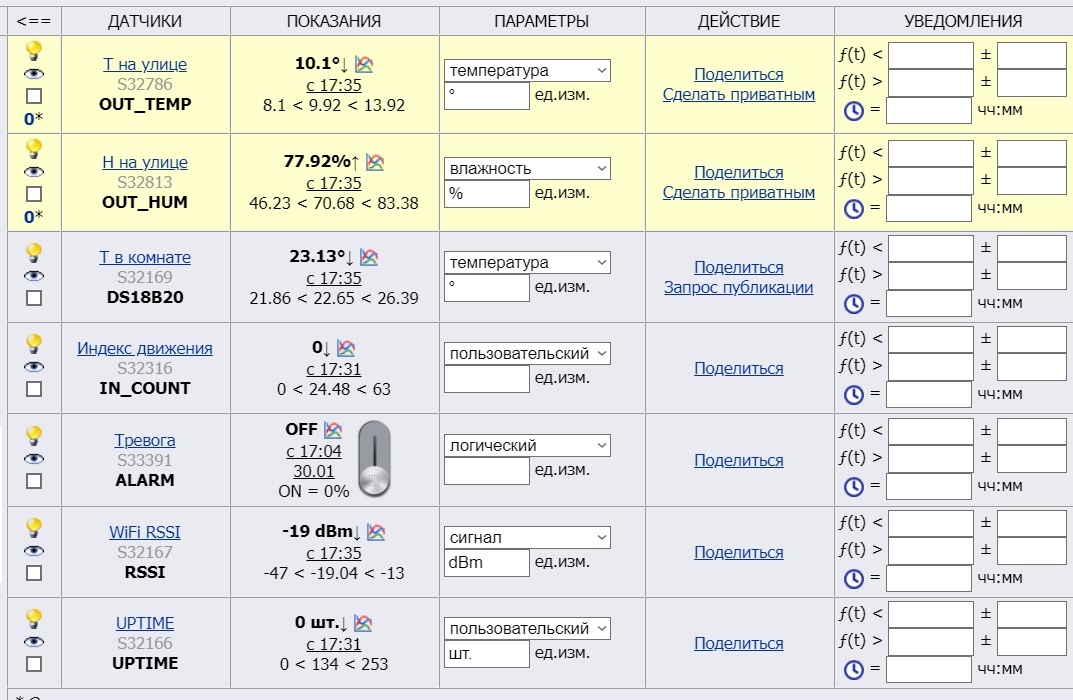 <== ДАТЧИКИ ПОКАЗАНИЯ ПАРАМЕТРЫ ДЕЙСТВИЕ УВЕДОМЛЕНИЯ
Т на улице
S32786
OUT_TEMP
0*
10.1°↓
с 17:35
8.1 < 9.92 < 13.92
температура
° ед.изм.
Поделиться
Сделать приватным
ƒ(t) < ±
ƒ(t) > ±
= чч:мм
Н на улице
S32813
OUT_HUM
0*
77.92%↑
с 17:35
46.23 < 70.68 < 83.38
влажность
% ед.изм.
Поделиться
Сделать приватным
ƒ(t) < ±
ƒ(t) > ±
= чч:мм
Т в комнате
S32169
DS18B20
23.13°↓
с 17:35
21.86 < 22.65 < 26.39
температура
° ед.изм.
Поделиться
Запрос публикации
ƒ(t) < ±
ƒ(t) > ±
= чч:мм
Индекс движения
S32316
IN_COUNT
0↓
с 17:31
0 < 24.48 < 63
пользовательский
ед.изм.
Поделиться
ƒ(t) < ±
ƒ(t) > ±
= чч:мм
Тревога
S33391
ALARM
OFF
с 17:04
30.01
ON = 0%
логический
ед.изм.
Поделиться
ƒ(t) < ±
ƒ(t) > ±
= чч:мм
WiFi RSSI
S32167
RSSI
-19 dBm↓
с 17:35
-47 < -19.04 < -13
сигнал
dBm ед.изм.
Поделиться
ƒ(t) < ±
ƒ(t) > ±
= чч:мм
UPTIME
S32166
UPTIME
0 шт.↓
с 17:31
0 < 134 < 253
пользовательский
шт. ед.изм.
Поделиться
ƒ(t) < ±
ƒ(t) > ±
= чч:мм